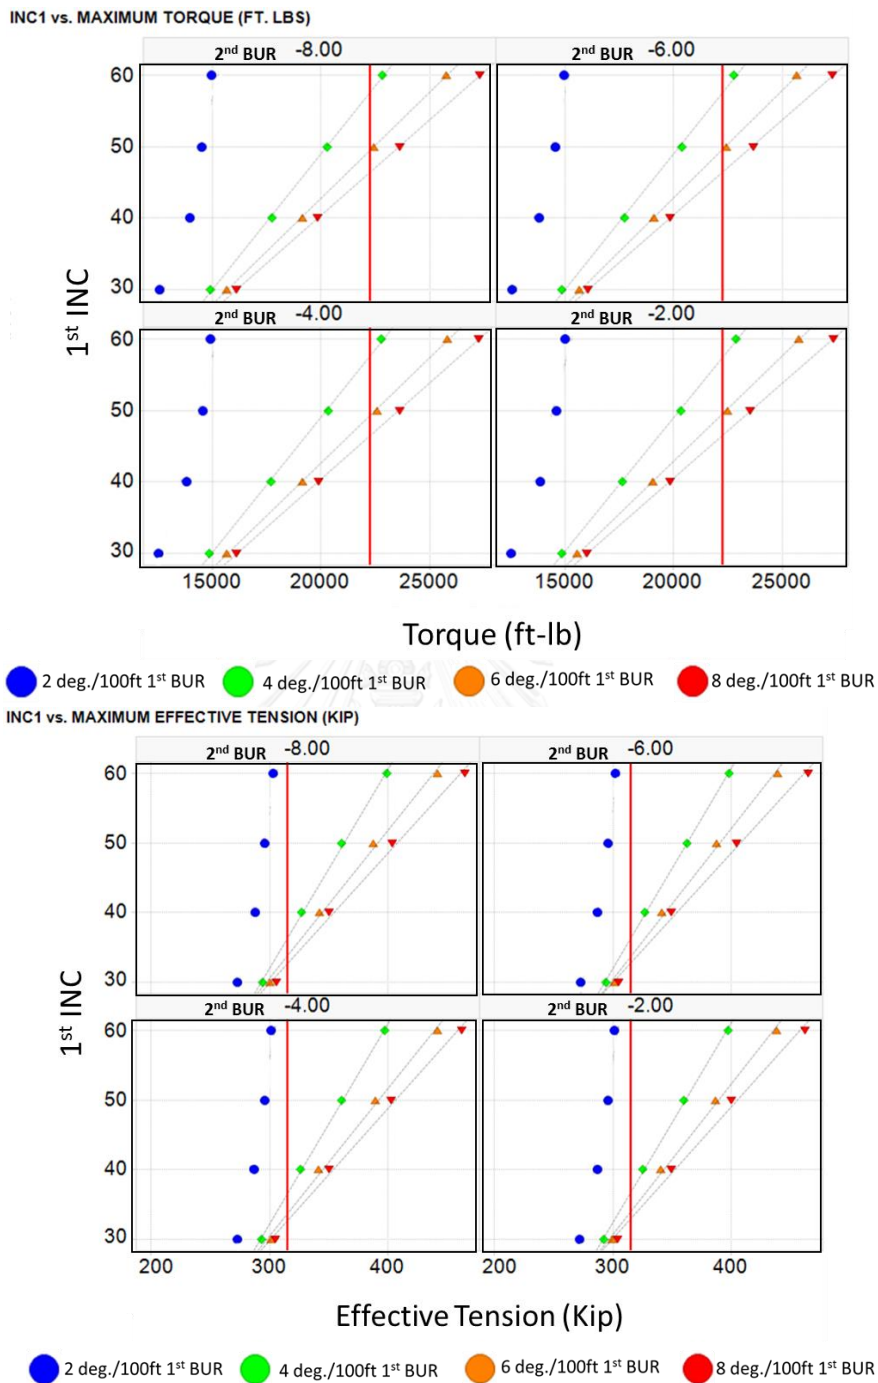 INC1 vs. MAXIMUM TORQUE (FT. LBS)
2nd BUR -8.00 2nd BUR -6.00
60
50
40
30
1st INC
2nd BUR -4.00 2nd BUR -2.00
60
50
40
30
15000 20000 25000 15000 20000 25000
Torque (ft-lb)
2 deg./100ft 1st BUR 4 deg./100ft 1st BUR 6 deg./100ft 1st BUR 8 deg./100ft 1st BUR
INC1 vs. MAXIMUM EFFECTIVE TENSION (KIP)
2nd BUR -8.00 2nd BUR -6.00
60
50
40
30
1st INC
2nd BUR -4.00 2nd BUR -2.00
60
50
40
30
200 300 400 200 300 400
Effective Tension (Kip)
2 deg./100ft 1st BUR 4 deg./100ft 1st BUR 6 deg./100ft 1st BUR 8 deg./100ft 1st BUR